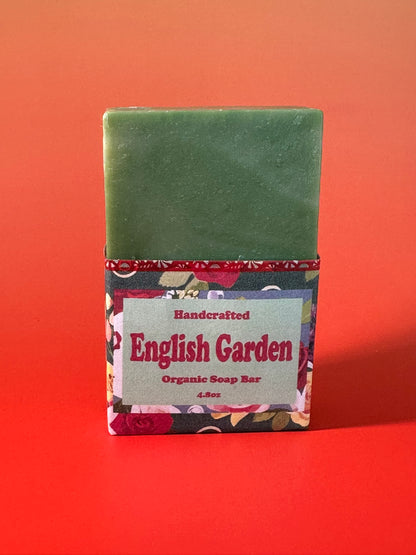 Handcrafted
English Garden
Organic Soap Bar
4.8oz